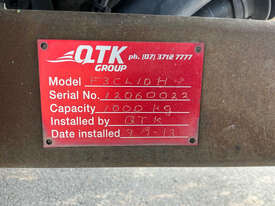 QTK
GROUP
ph. (07) 3712 7777
Model
Serial No. 12060022
Capacity 1000 kg
Installed by QTK
Date installed